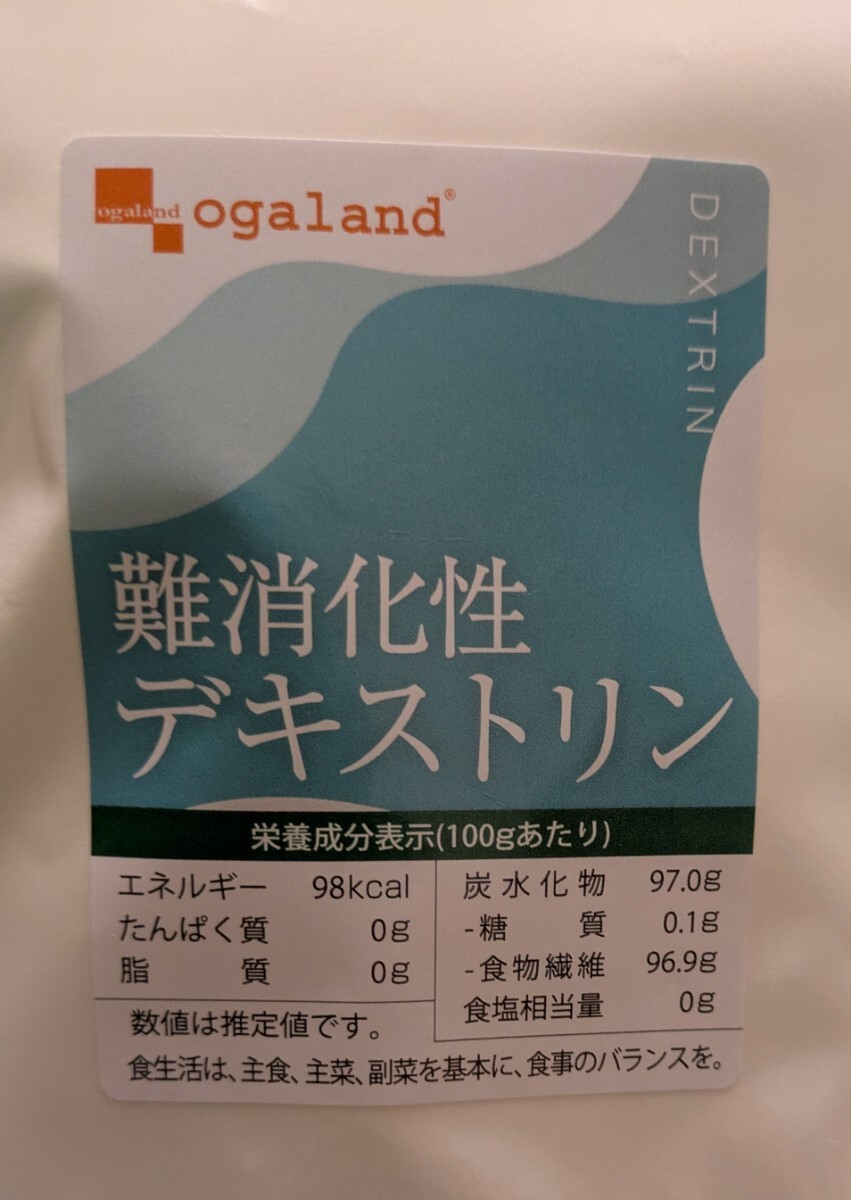 ogaland ogaland®
DEXTRIN
難消化性
デキストリン
栄養成分表示(100gあたり)
エネルギー 98kcal
たんぱく質 0g
脂質 0g
炭水化物 97.0g
-糖質 0.1g
-食物繊維 96.9g
食塩相当量 0g
数値は推定値です。
食生活は、主食、主菜、副菜を基本に、食事のバランスを。